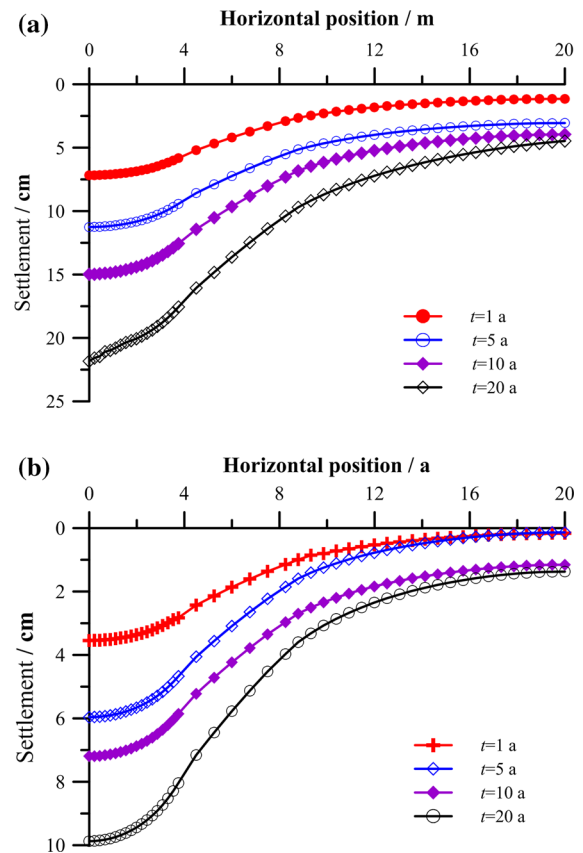 (a)
Horizontal position / m
0 4 8 12 16 20
0
5
10
15
20
25
Settlement / cm
t=1 a
t=5 a
t=10 a
t=20 a
(b)
Horizontal position / a
0 4 8 12 16 20
0
2
4
6
8
10
Settlement / cm
t=1 a
t=5 a
t=10 a
t=20 a